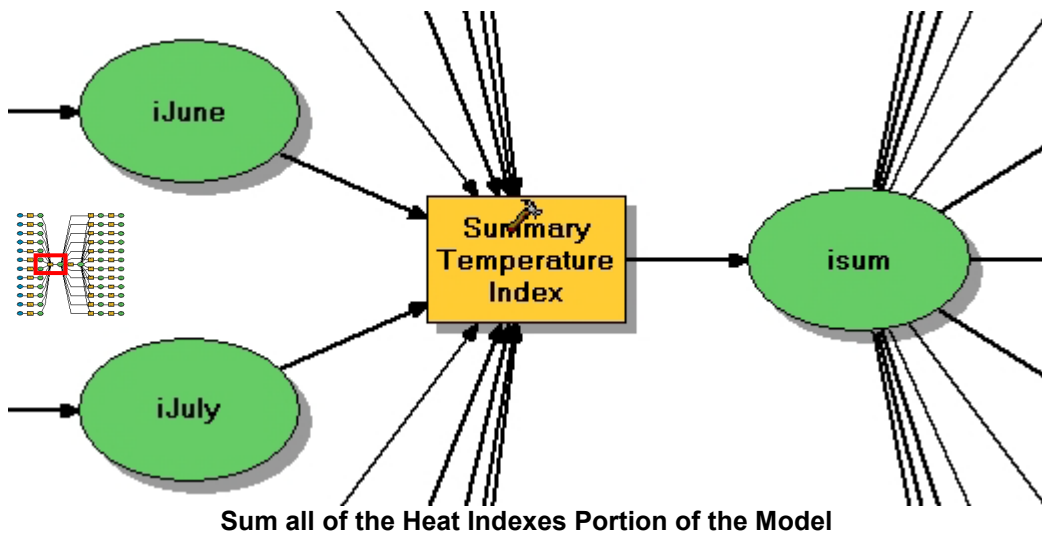 iJune
Summary
Temperature
Index
isum
iJuly
Sum all of the Heat Indexes Portion of the Model